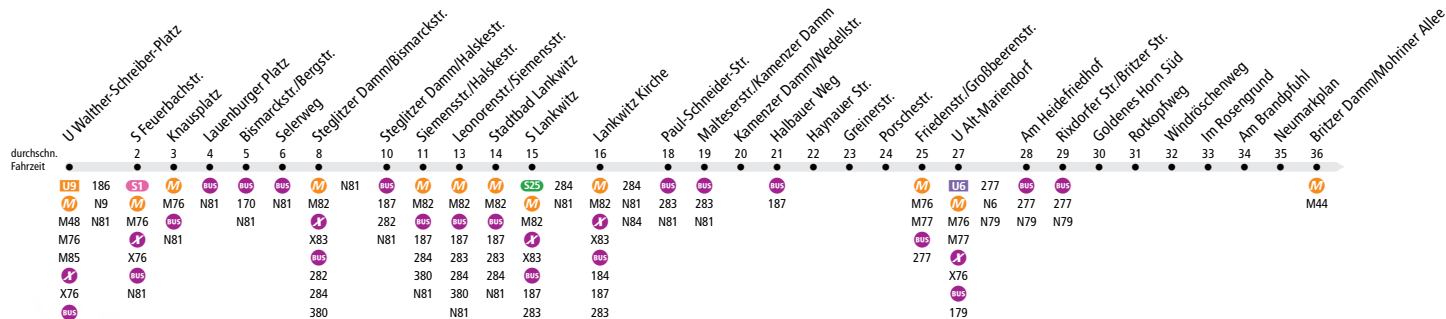 U Walther-Schreiber-Platz
S Feuerbachstr.
Knausplatz
Lauenburger Platz
Bismarckstr./Bergstr.
Selerweg
Steglitzer Damm/Bismarckstr.
Steglitzer Damm/Halskestr.
Siemensstr./Halskestr.
Leonorenstr./Siemensstr.
Stadtbad Lankwitz
S Lankwitz
Lankwitz Kirche
Paul-Schneider-Str.
Malteserstr./Kamenzer Damm
Kamenzer Damm/Wedellstr.
Halbauer Weg
Haynauer Str.
Greinerstr.
Porschestr.
Friedenstr./Großbeerenstr.
U Alt-Mariendorf
Am Heidefriedhof
Rixdorfer Str./Britzer Str.
Goldenes Horn Süd
Rotkopfweg
Windröschenweg
Im Rosengrund
Am Brandpfuhl
Neumarkplan
Britzer Damm/Mohriner Allee
durchschn. 2 3 4 5 6 8 10 11 13 14 15 16 18 19 20 21 22 23 24 25 27 28 29 30 31 32 33 34 35 36
Fahrzeit
U9 186 S1 M BUS BUS BUS M N81 BUS M M M S25 284 M 284 BUS BUS BUS M U6 277 BUS BUS M
M N9 M M76 N81 170 N81 M82 187 M82 M82 M82 M N81 M82 N81 283 283 187 M76 M N6 277 277 M44
M48 N81 M76 BUS N81 X 282 BUS BUS BUS M82 X N84 N81 N81 M77 M76 N79 N79 N79
M76 X N81 X83 N81 187 187 187 X X83 BUS M77
M85 X76 BUS 284 283 283 X83 BUS 277 X
X BUS 282 380 284 284 BUS 184 X76
X76 N81 284 N81 380 N81 187 187 BUS
BUS 380 N81 283 283 179